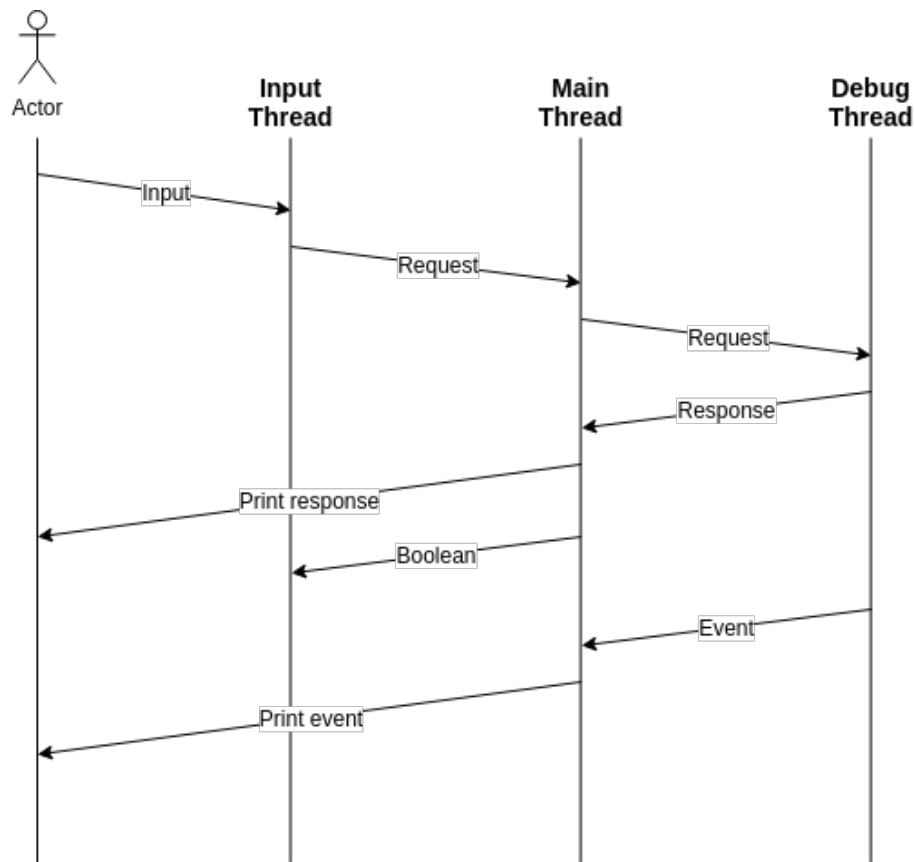 Actor
Input
Thread
Main
Thread
Debug
Thread
Input
Request
Request
Response
Print response
Boolean
Event
Print event